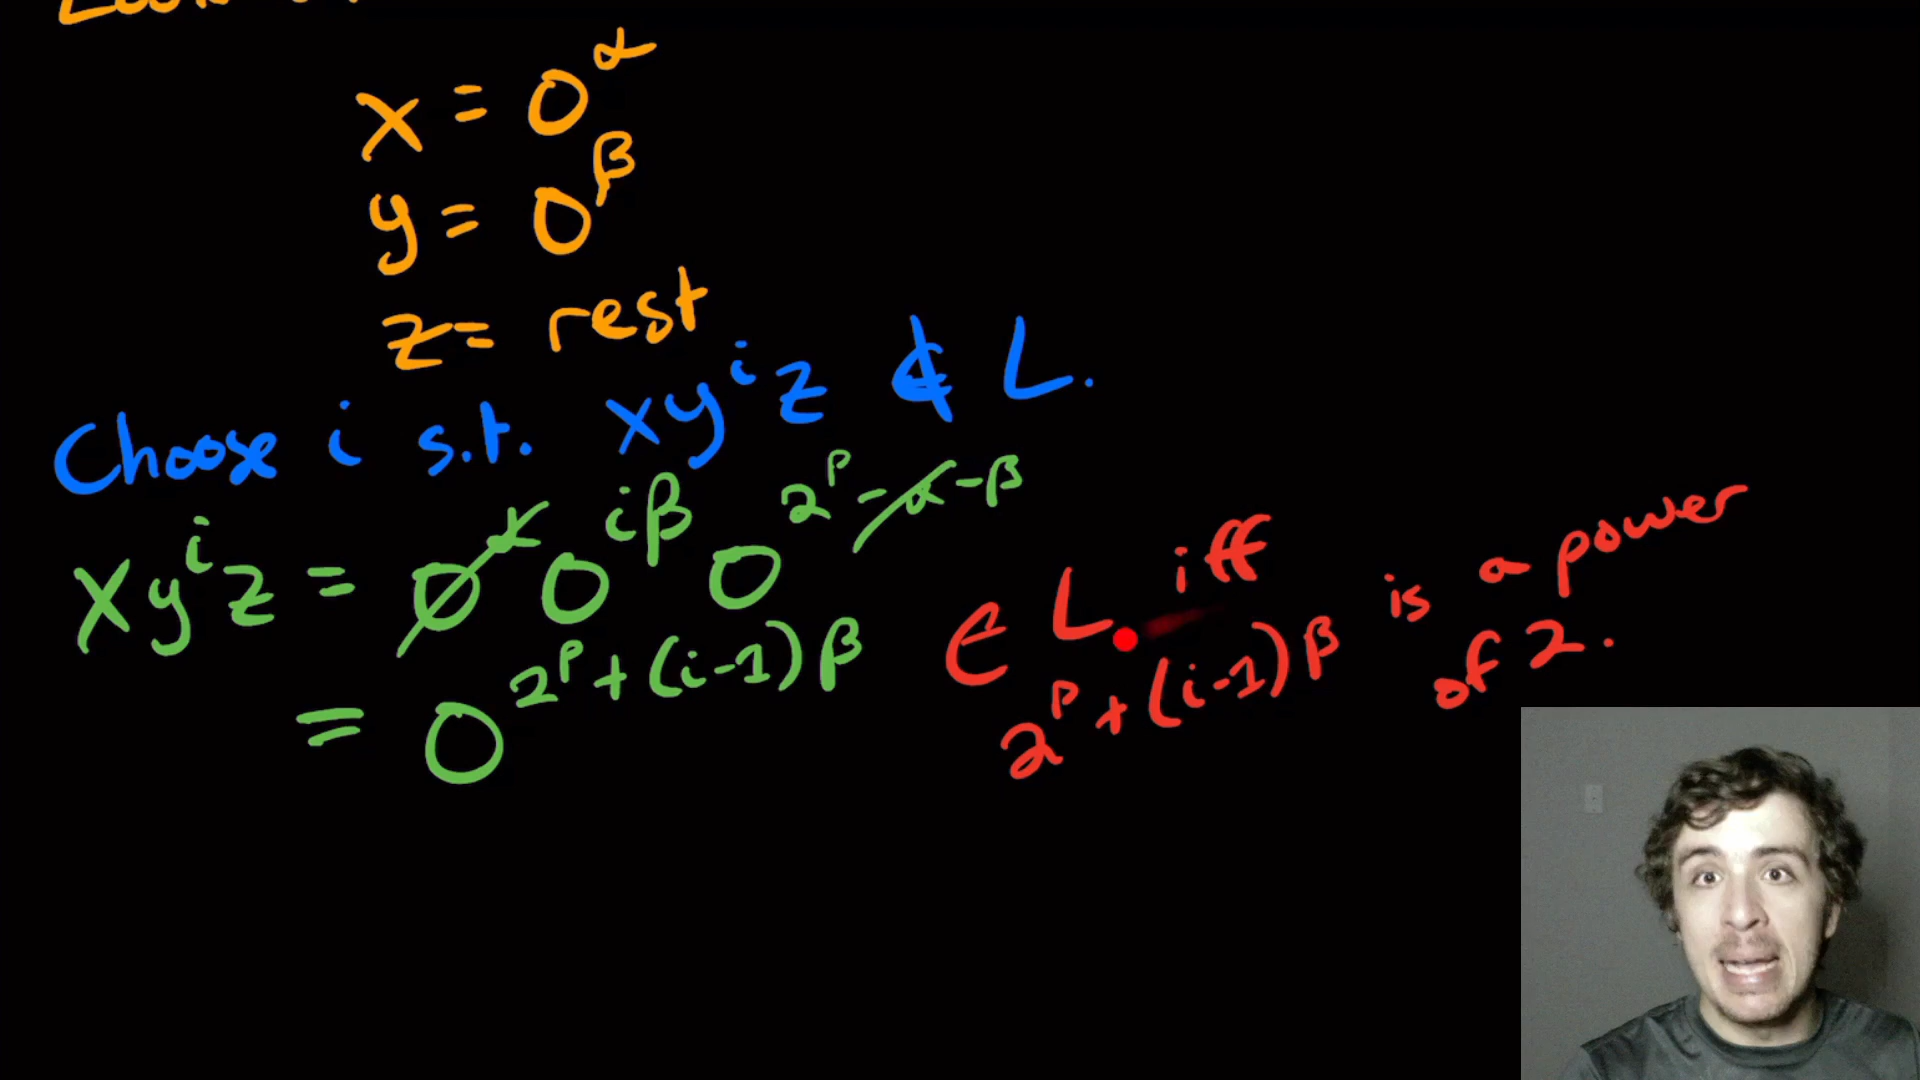 x = 0^α
y = 0^β
z = rest
Choose i s.t. xy^i z ∉ L.
xy^i z = 0^α 0^{iβ} 0^{2^p - α - β}
= 0^{2^p + (i-1)β}
∈ L iff
2^p + (i-1)β is a power
of 2.